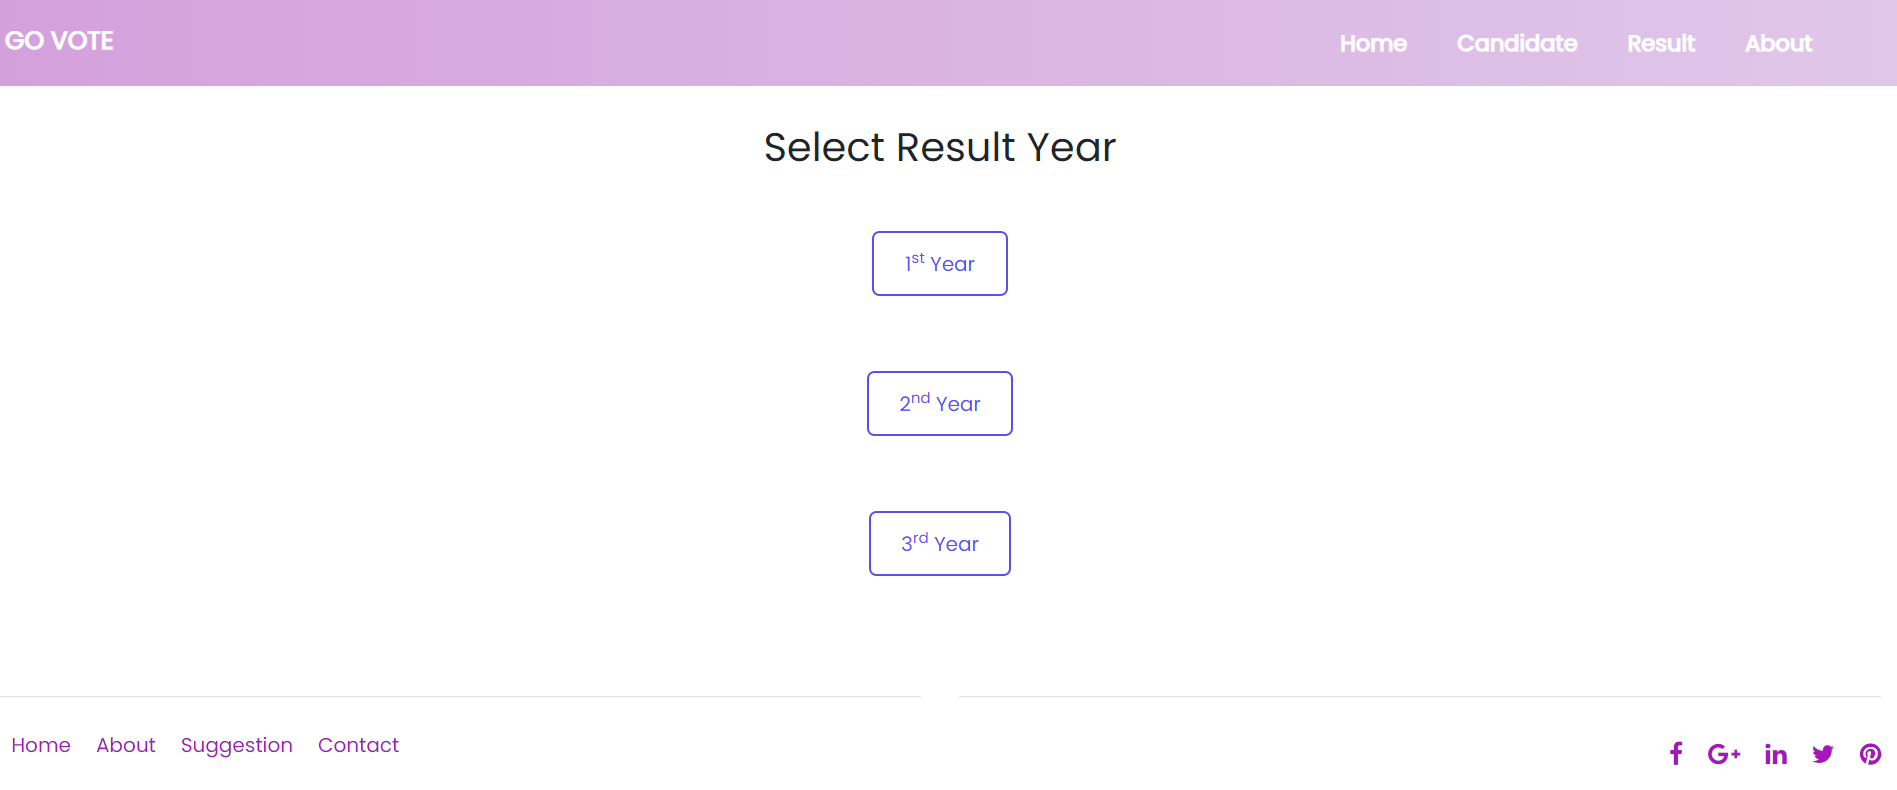 GO VOTE
Home Candidate Result About
Select Result Year
1st Year
2nd Year
3rd Year
Home About Suggestion Contact